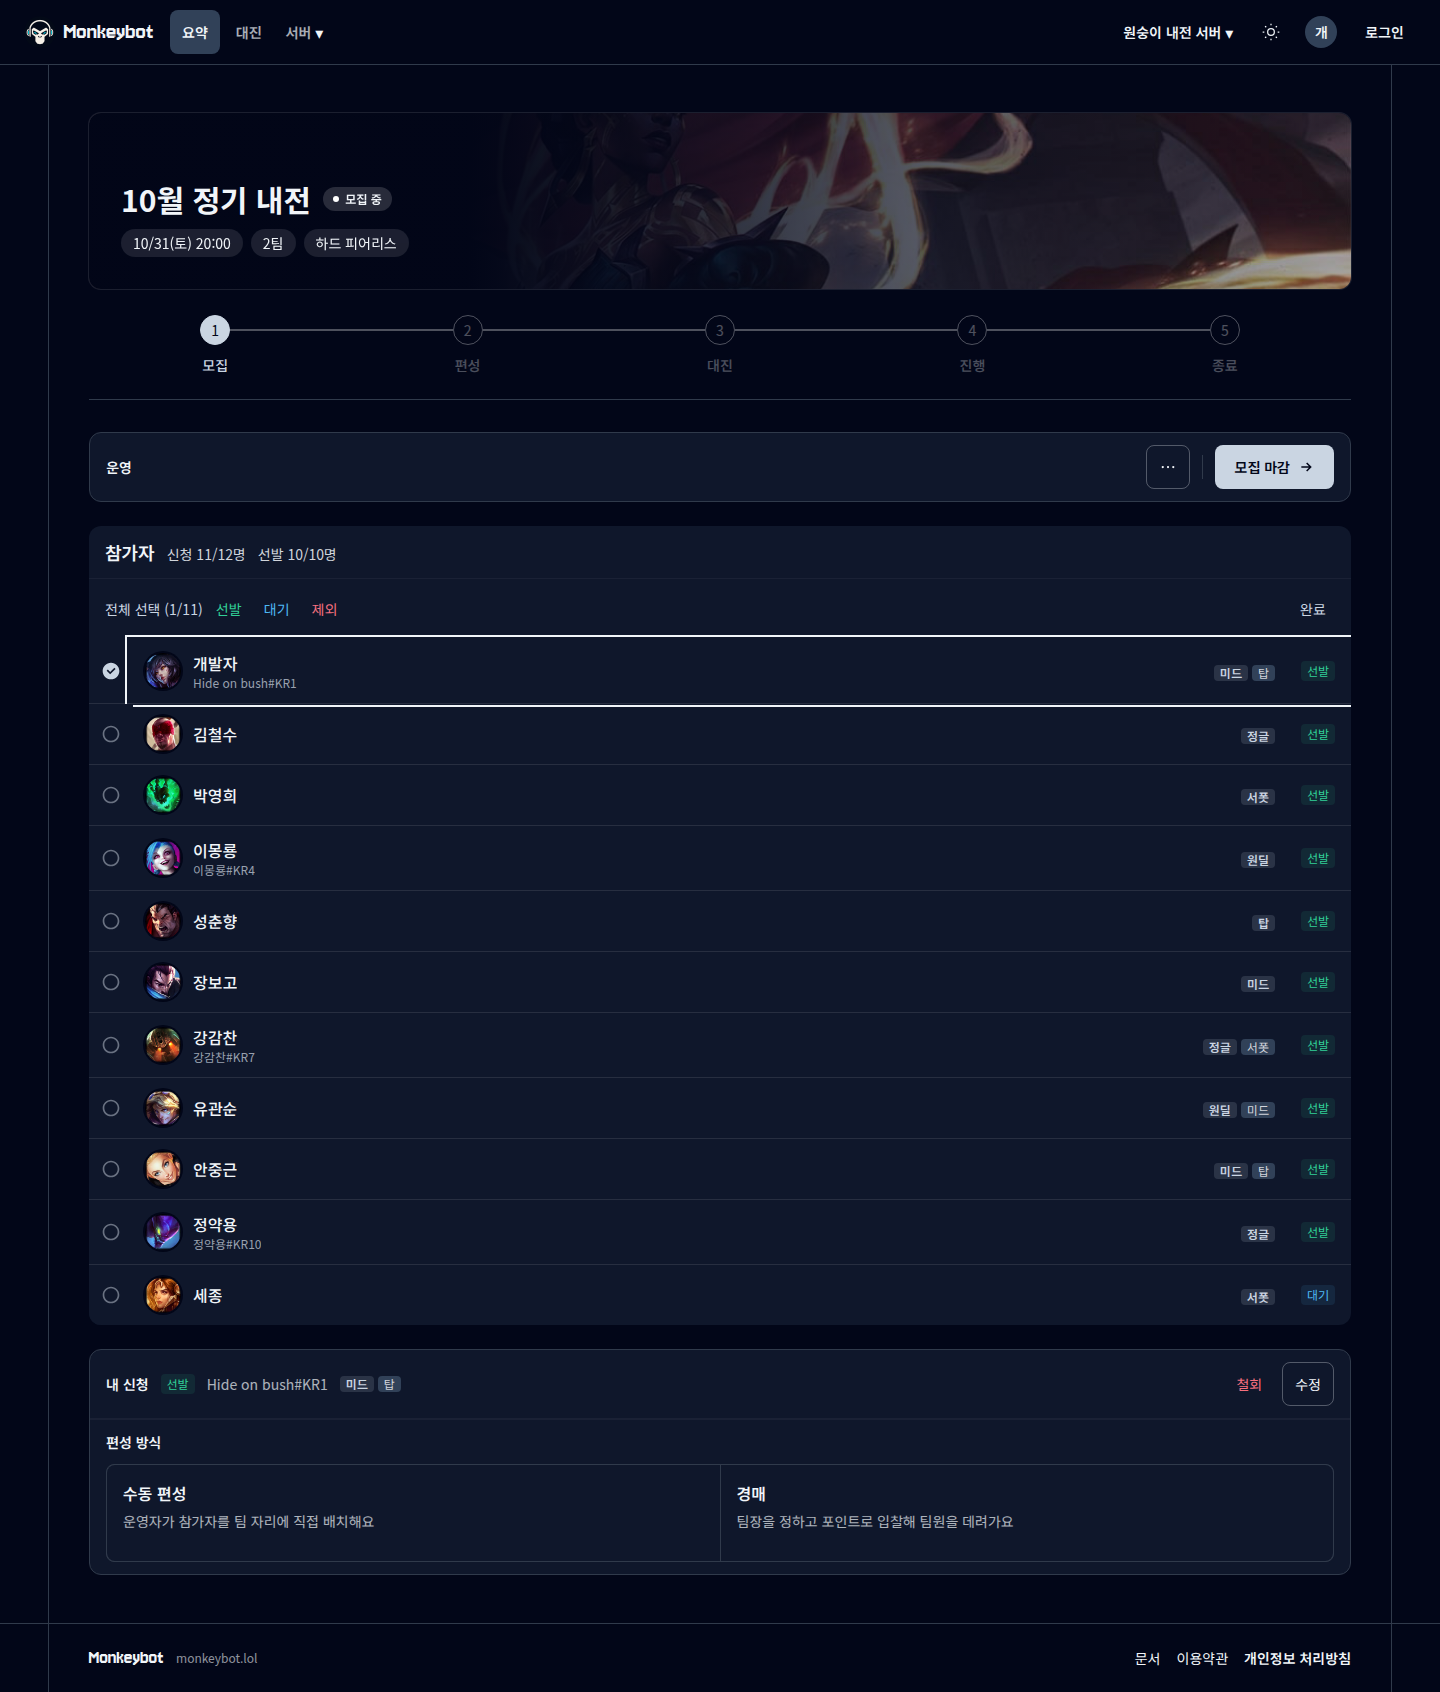 Monkeybot 요약 대진 서버 ▾ 원숭이 내전 서버 ▾ 개 로그인
10월 정기 내전 모집 중
10/31(토) 20:00 2팀 하드 피어리스
1 2 3 4 5
모집 편성 대진 진행 종료
운영 ... 모집 마감 →
참가자 신청 11/12명 선발 10/10명
전체 선택 (1/11) 선발 대기 제외 완료
개발자 미드 탑 선발
Hide on bush#KR1
김철수 정글 선발
박영희 서폿 선발
이몽룡 원딜 선발
이몽룡#KR4
성춘향 탑 선발
장보고 미드 선발
강감찬 정글 서폿 선발
강감찬#KR7
유관순 원딜 미드 선발
안중근 미드 탑 선발
정약용 정글 선발
정약용#KR10
세종 서폿 대기
내 신청 선발 Hide on bush#KR1 미드 탑 철회 수정
편성 방식
수동 편성 경매
운영자가 참가자를 팀 자리에 직접 배치해요 팀장을 정하고 포인트로 입찰해 팀원을 데려가요
Monkeybot monkeybot.lol 문서 이용약관 개인정보 처리방침